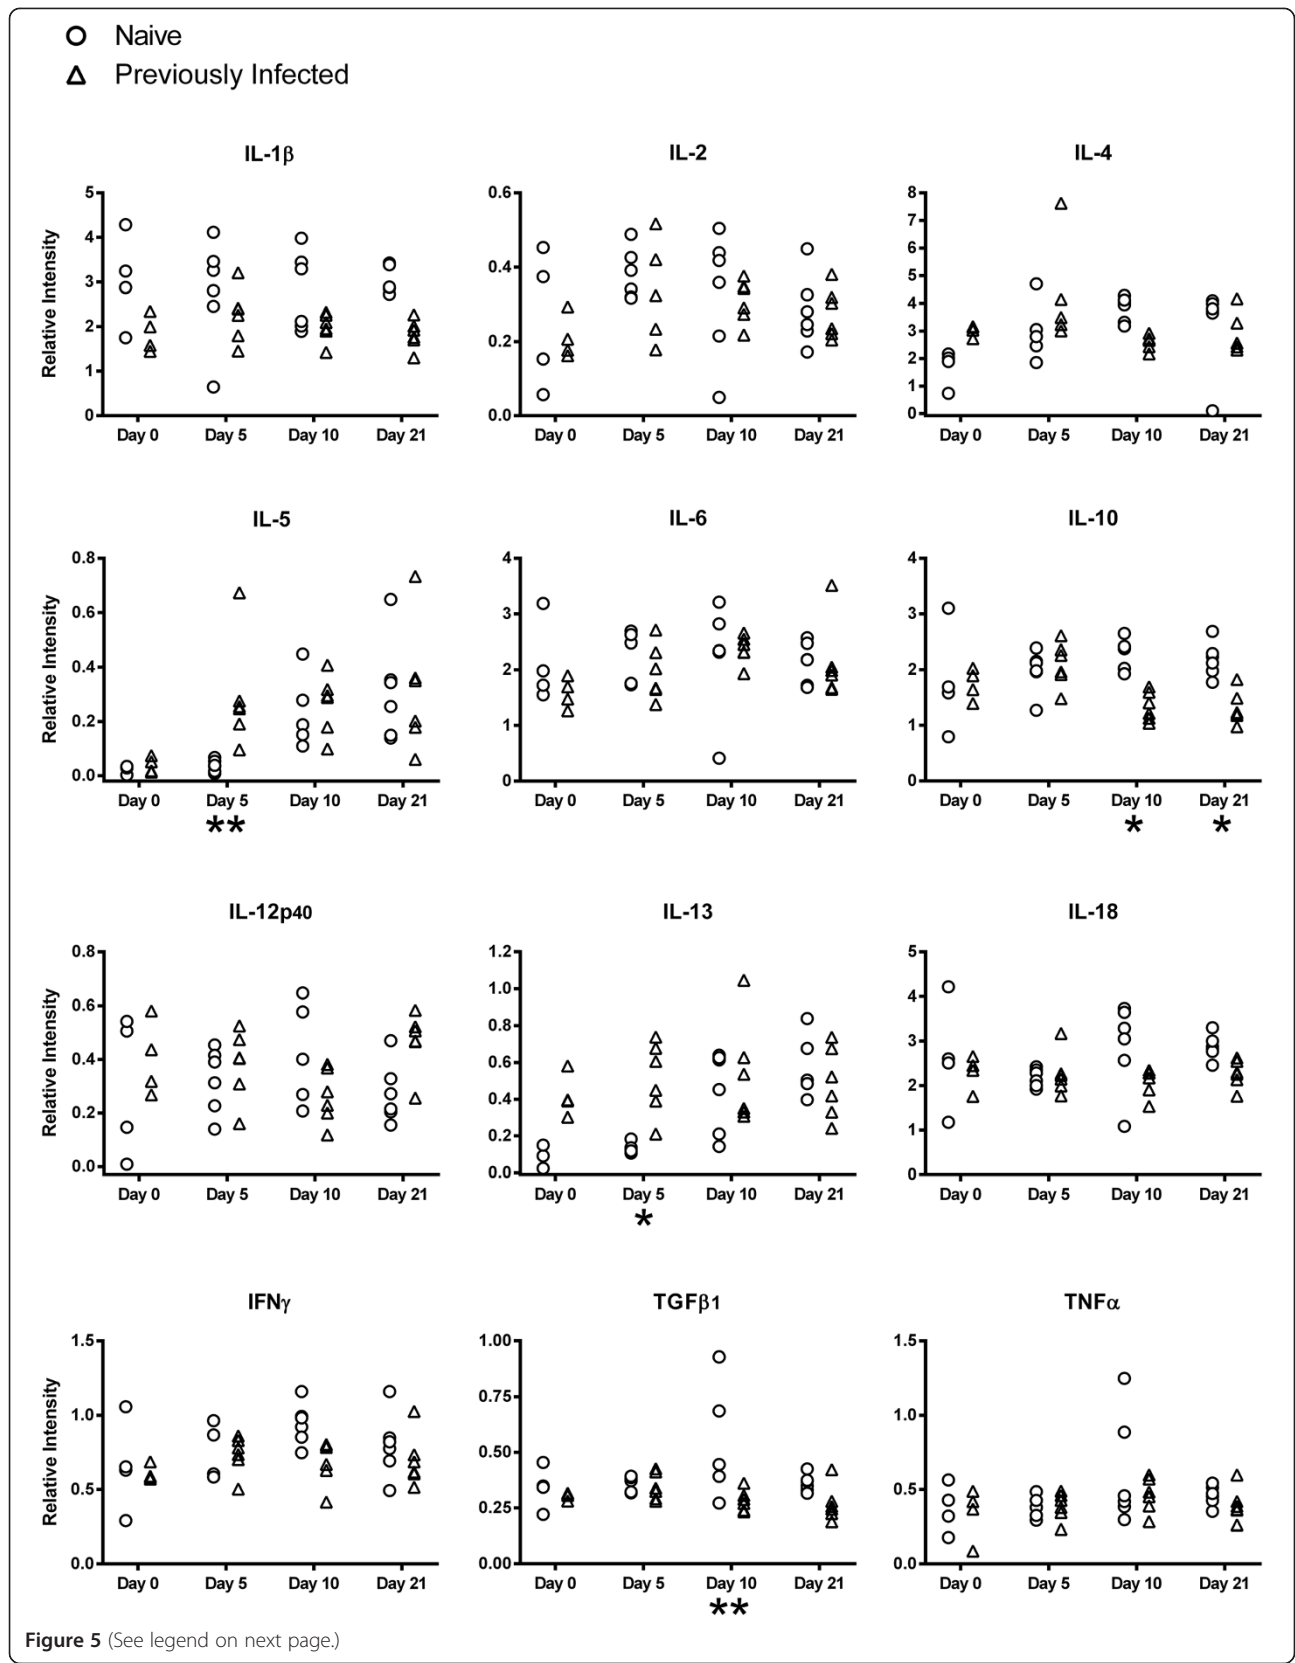 Naive
Previously Infected
IL-1β IL-2 IL-4
5 0.6 8
7
4 6
0.4
3 5
Relative Intensity
4
2 0.2 3
2
1
1
0 0.0 0
Day 0 Day 5 Day 10 Day 21 Day 0 Day 5 Day 10 Day 21 Day 0 Day 5 Day 10 Day 21
IL-5 IL-6 IL-10
0.8 4 4
0.6 3 3
Relative Intensity
0.4 2 2
0.2 1 1
0.0 0 0
Day 0 Day 5 Day 10 Day 21 Day 0 Day 5 Day 10 Day 21 Day 0 Day 5 Day 10 Day 21
** * *
IL-12p40 IL-13 IL-18
0.8 1.2 5
1.0 4
0.6 0.8
3
Relative Intensity
0.4 0.6
2
0.4
0.2 0.2 1
0.0 0.0 0
Day 0 Day 5 Day 10 Day 21 Day 0 Day 5 Day 10 Day 21 Day 0 Day 5 Day 10 Day 21
*
IFNγ TGFβ1 TNFα
1.5 1.00 1.5
0.75
1.0 1.0
Relative Intensity
0.50
0.5 0.5
0.25
0.0 0.00 0.0
Day 0 Day 5 Day 10 Day 21 Day 0 Day 5 Day 10 Day 21 Day 0 Day 5 Day 10 Day 21
**
Figure 5 (See legend on next page.)